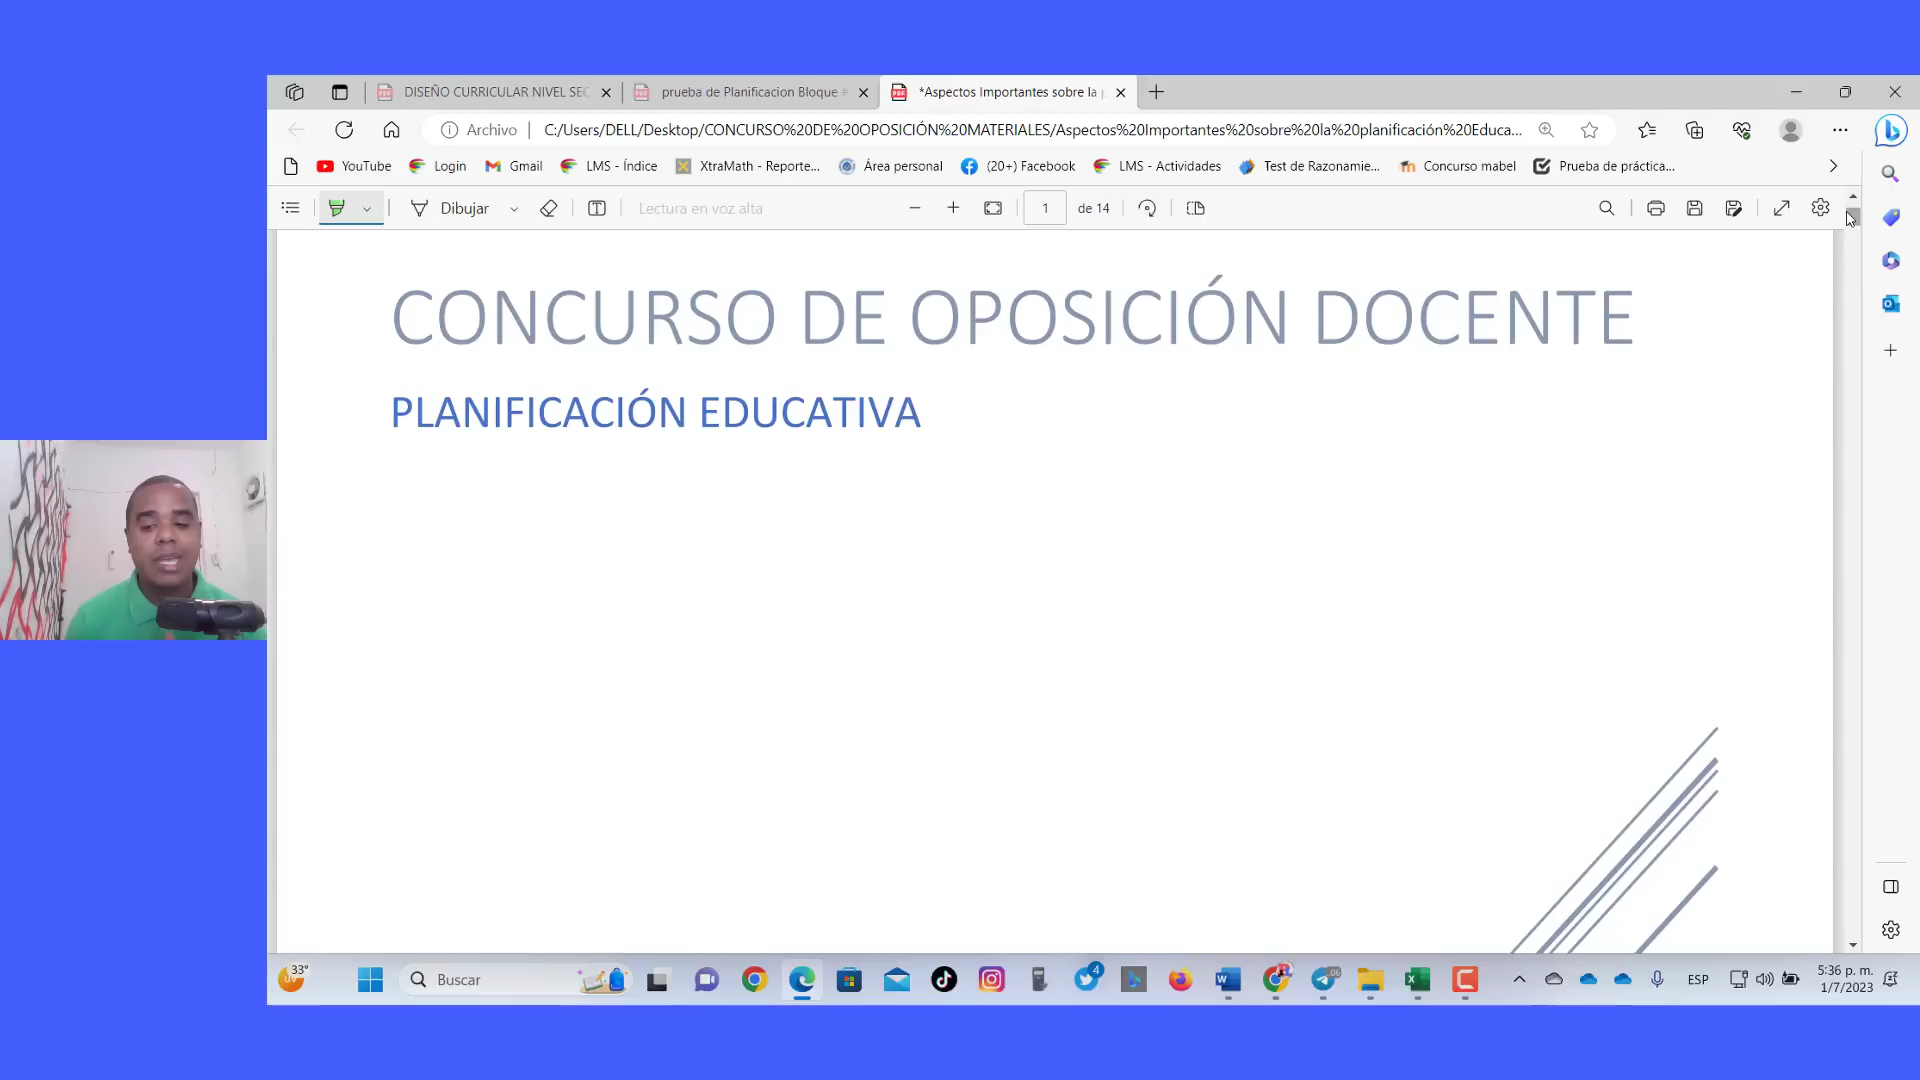 DISEÑO CURRICULAR NIVEL SEC
prueba de Planificacion Bloque
*Aspectos Importantes sobre la
Archivo
C:/Users/DELL/Desktop/CONCURSO%20DE%20OPOSICIÓN%20MATERIALES/Aspectos%20Importantes%20sobre%20la%20planificación%20Educa...
YouTube
Login
Gmail
LMS - Índice
XtraMath - Reporte...
Área personal
(20+) Facebook
LMS - Actividades
Test de Razonamie...
Concurso mabel
Prueba de práctica...
Dibujar
Lectura en voz alta
1
de 14
CONCURSO DE OPOSICIÓN DOCENTE
PLANIFICACIÓN EDUCATIVA
33°
Buscar
4
06
ESP
5:36 p. m.
1/7/2023